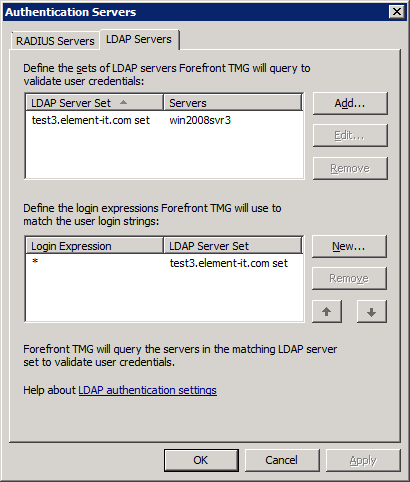 Authentication Servers
RADIUS Servers LDAP Servers
Define the sets of LDAP servers Forefront TMG will query to
validate user credentials:
LDAP Server Set Servers
test3.element-it.com set win2008svr3
Add...
Edit...
Remove
Define the login expressions Forefront TMG will use to
match the user login strings:
Login Expression LDAP Server Set
* test3.element-it.com set
New...
Remove
Forefront TMG will query the servers in the matching LDAP server
set to validate user credentials.
Help about LDAP authentication settings
OK Cancel Apply